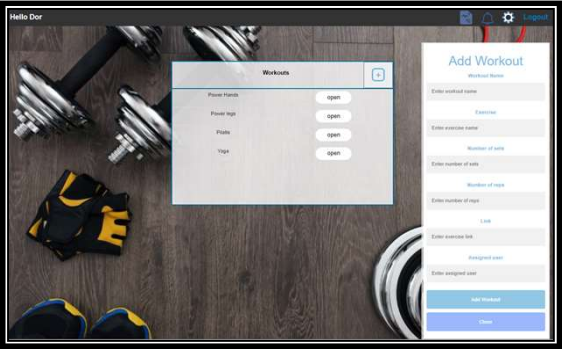 Hello Dor
Logout
Workouts
+
Power Hands
open
Power legs
open
Pilatis
open
Yoga
open
Add Workout
Workout Name
Enter workout name
Exercise
Enter exercise name
Number of sets
Enter number of sets
Number of reps
Enter number of reps
Link
Enter exercise link
Assigned user
Enter assigned user
Add Workout
Close